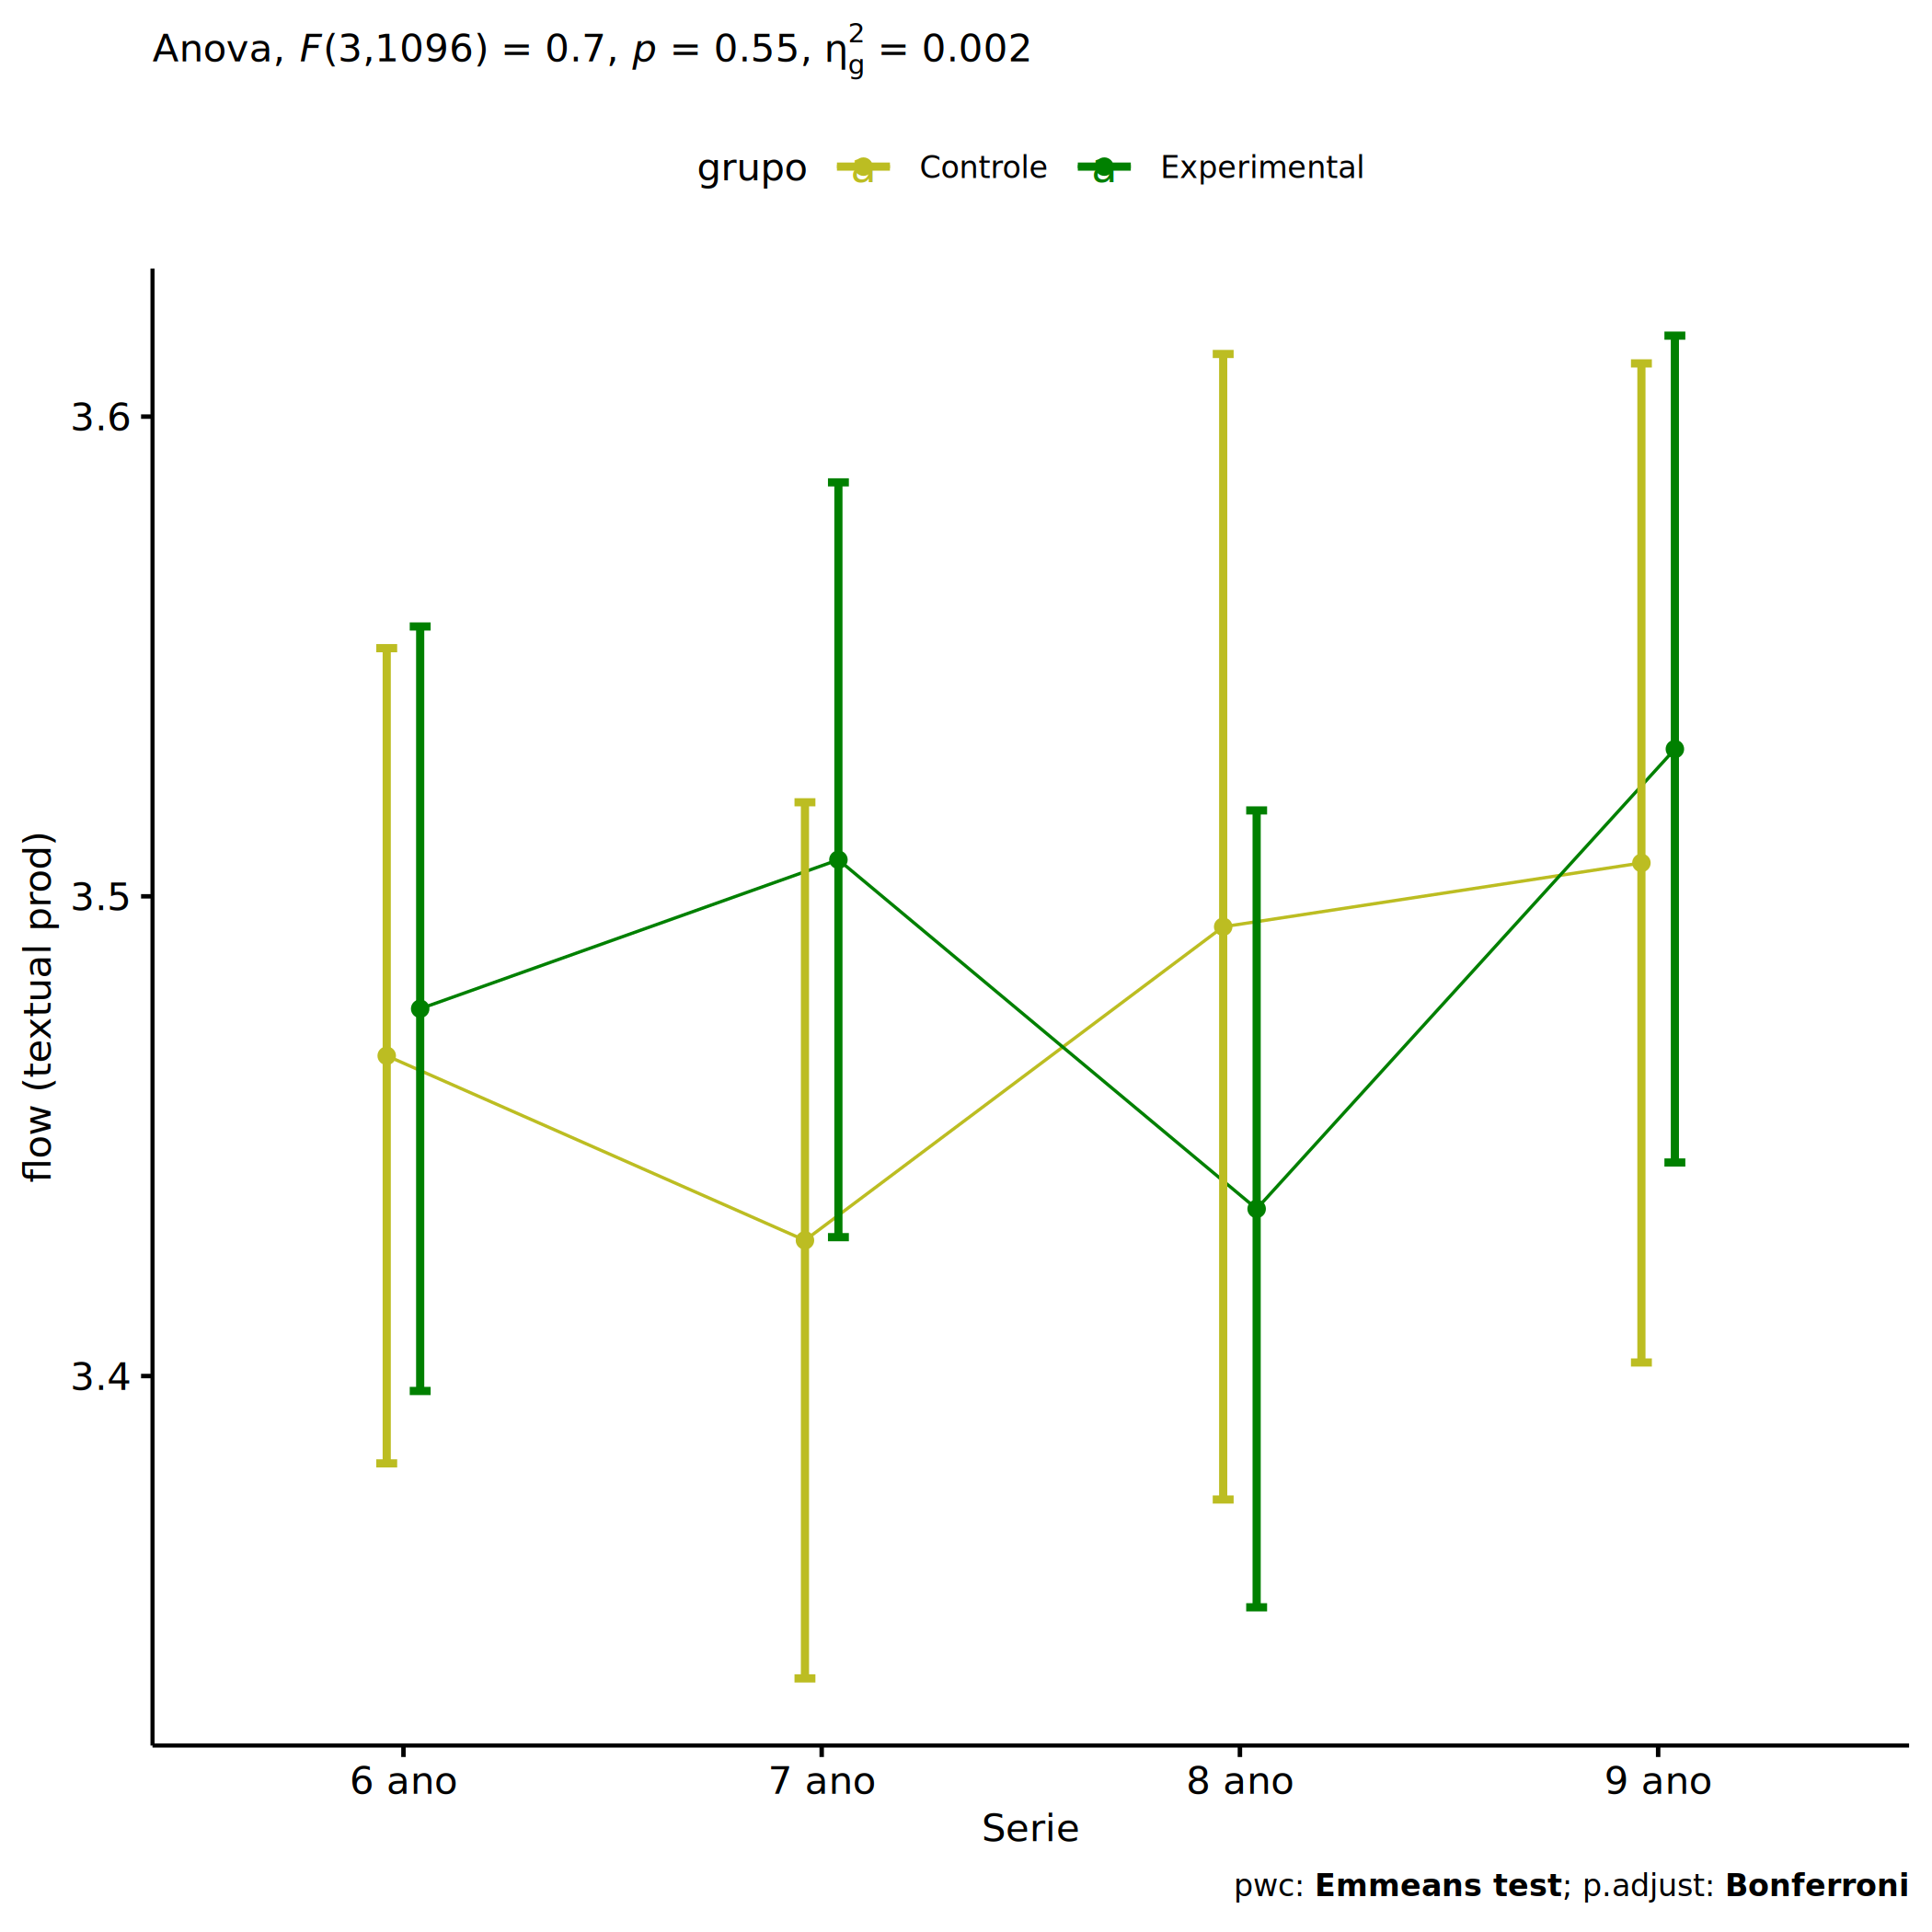 Anova, F(3,1096) = 0.7, p = 0.55, η²g = 0.002
grupo a Controle a Experimental
flow (textual prod)
3.6
3.5
3.4
6 ano 7 ano 8 ano 9 ano
Serie
pwc: Emmeans test; p.adjust: Bonferroni